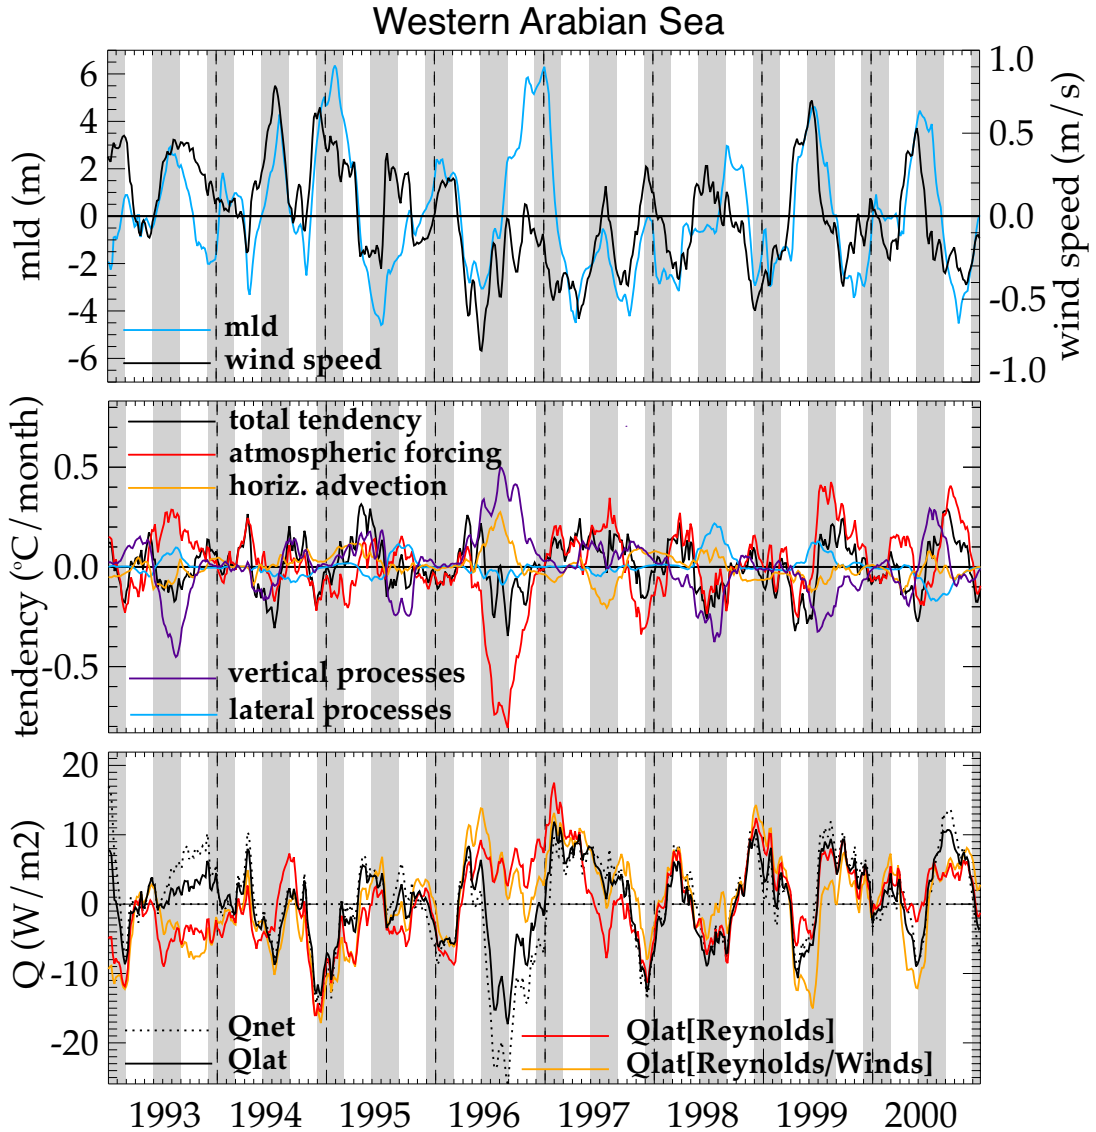 Western Arabian Sea
mld (m)
6
4
2
0
-2
-4
-6
1.0
0.5
0.0
-0.5
-1.0
wind speed (m/s)
mld
wind speed
tendency (°C/month)
0.5
0.0
-0.5
total tendency
atmospheric forcing
horiz. advection
vertical processes
lateral processes
Q (W/m2)
20
10
0
-10
-20
Qnet
Qlat
Qlat[Reynolds]
Qlat[Reynolds/Winds]
1993 1994 1995 1996 1997 1998 1999 2000